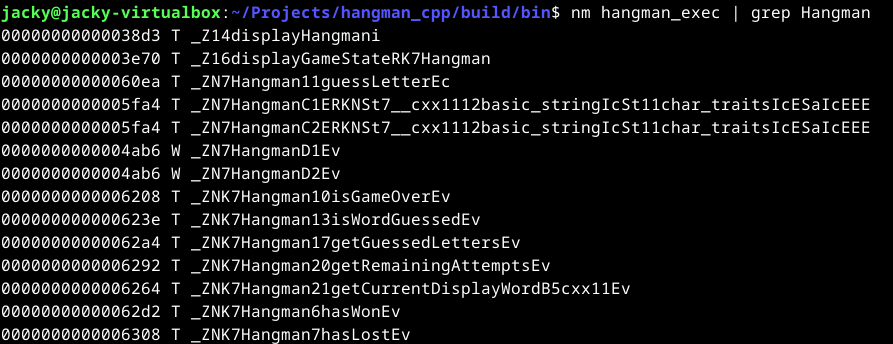 jacky@jacky-virtualbox:~/Projects/hangman_cpp/build/bin$ nm hangman_exec | grep Hangman
00000000000038d3 T _Z14displayHangmani
0000000000003e70 T _Z16displayGameStateRK7Hangman
00000000000060ea T _ZN7Hangman11guessLetterEc
0000000000005fa4 T _ZN7HangmanC1ERKNSt7__cxx1112basic_stringIcSt11char_traitsIcESaIcEEE
0000000000005fa4 T _ZN7HangmanC2ERKNSt7__cxx1112basic_stringIcSt11char_traitsIcESaIcEEE
0000000000004ab6 W _ZN7HangmanD1Ev
0000000000004ab6 W _ZN7HangmanD2Ev
0000000000006208 T _ZNK7Hangman10isGameOverEv
000000000000623e T _ZNK7Hangman13isWordGuessedEv
00000000000062a4 T _ZNK7Hangman17getGuessedLettersEv
0000000000006292 T _ZNK7Hangman20getRemainingAttemptsEv
0000000000006264 T _ZNK7Hangman21getCurrentDisplayWordB5cxx11Ev
00000000000062d2 T _ZNK7Hangman6hasWonEv
0000000000006308 T _ZNK7Hangman7hasLostEv